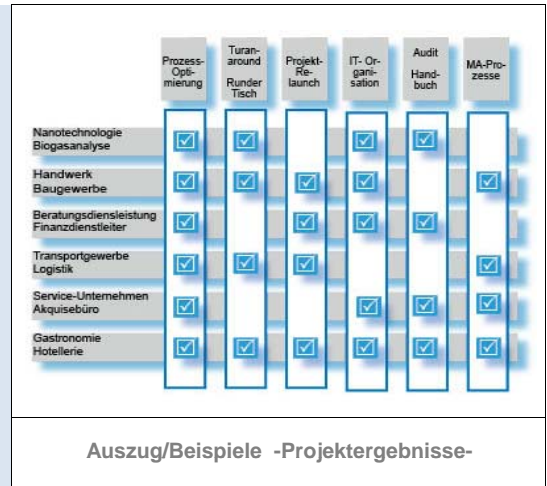 Prozess-
Opti-
mierung
Turan-
around
Runder
Tisch
Projekt-
Re-
launch
IT- Or-
gani-
sation
Audit
Hand-
buch
MA-Pro-
zesse
Nanotechnologie
Biogasanalyse
Handwerk
Baugewerbe
Beratungsdiensleistung
Finanzdienstleiter
Transportgewerbe
Logistik
Service-Unternehmen
Akquisebüro
Gastronomie
Hotellerie
Auszug/Beispiele -Projektergebnisse-